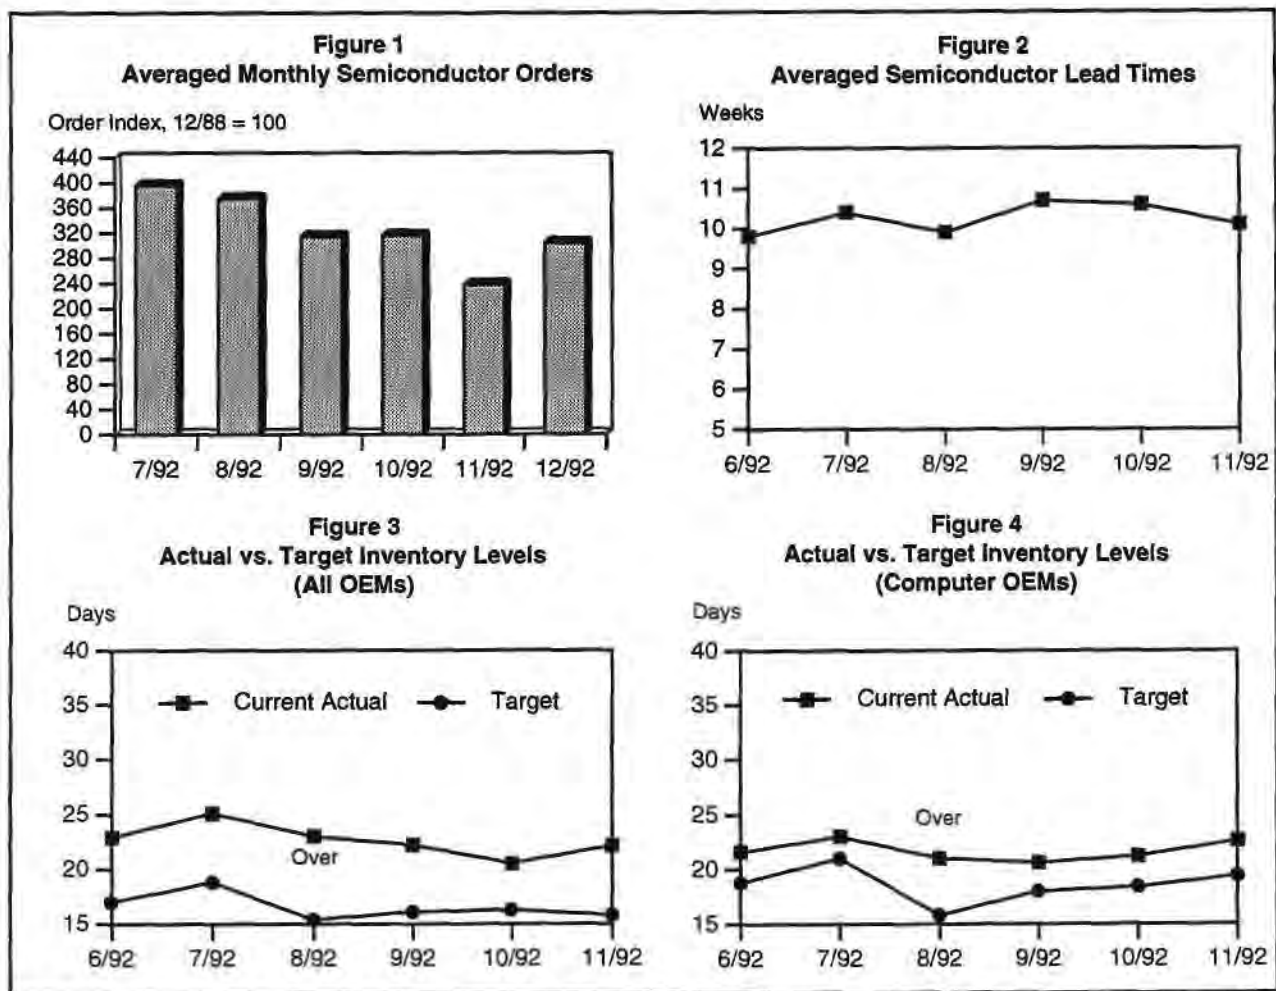 Figure 1
Averaged Monthly Semiconductor Orders
Order Index, 12/88 = 100
440
400
360
320
280
240
200
160
120
80
40
0
7/92 8/92 9/92 10/92 11/92 12/92
Figure 2
Averaged Semiconductor Lead Times
Weeks
12
11
10
9
8
7
6
5
6/92 7/92 8/92 9/92 10/92 11/92
Figure 3
Actual vs. Target Inventory Levels
(All OEMs)
Days
40
35
30
25
20
15
Current Actual Target
Over
6/92 7/92 8/92 9/92 10/92 11/92
Figure 4
Actual vs. Target Inventory Levels
(Computer OEMs)
Days
40
35
30
25
20
15
Current Actual Target
Over
6/92 7/92 8/92 9/92 10/92 11/92